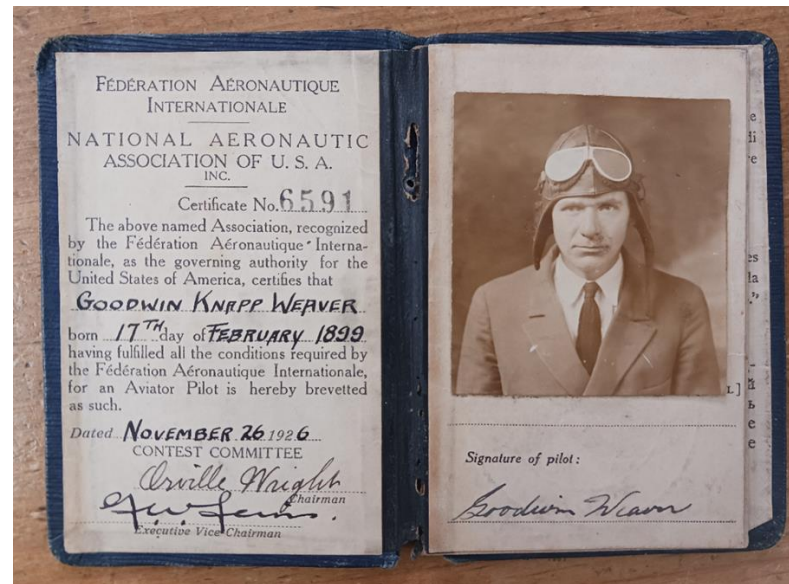 FÉDÉRATION AÉRONAUTIQUE
INTERNATIONALE
NATIONAL AERONAUTIC
ASSOCIATION OF U. S. A.
INC.
Certificate No. 6591
The above named Association, recognized
by the Fédération Aéronautique Interna-
tionale, as the governing authority for the
United States of America, certifies that
GOODWIN KNAPP WEAVER
born 17TH day of FEBRUARY 1899
having fulfilled all the conditions required by
the Fédération Aéronautique Internationale,
for an Aviator Pilot is hereby brevetted
as such.
Dated NOVEMBER 26 1926
CONTEST COMMITTEE
Orville Wright
Chairman
Executive Vice Chairman
Signature of pilot:
Goodwin Weaver